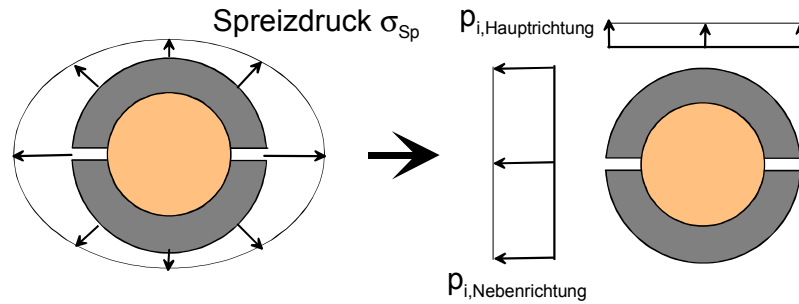 Spreizdruck σSp
pi,Hauptrichtung
pi,Nebenrichtung